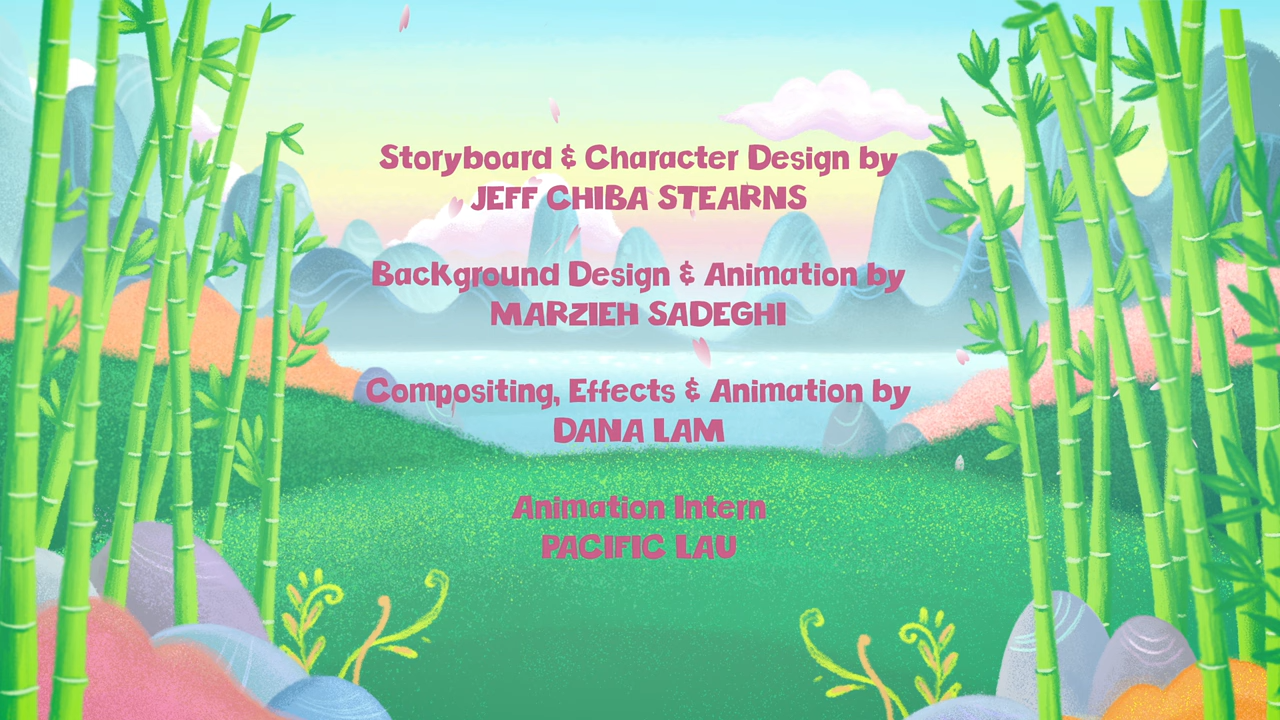 Storyboard & Character Design by
JEFF CHIBA STEARNS
Background Design & Animation by
MARZIEH SADEGHI
Compositing, Effects & Animation by
DANA LAM
Animation Intern
PACIFIC LAU